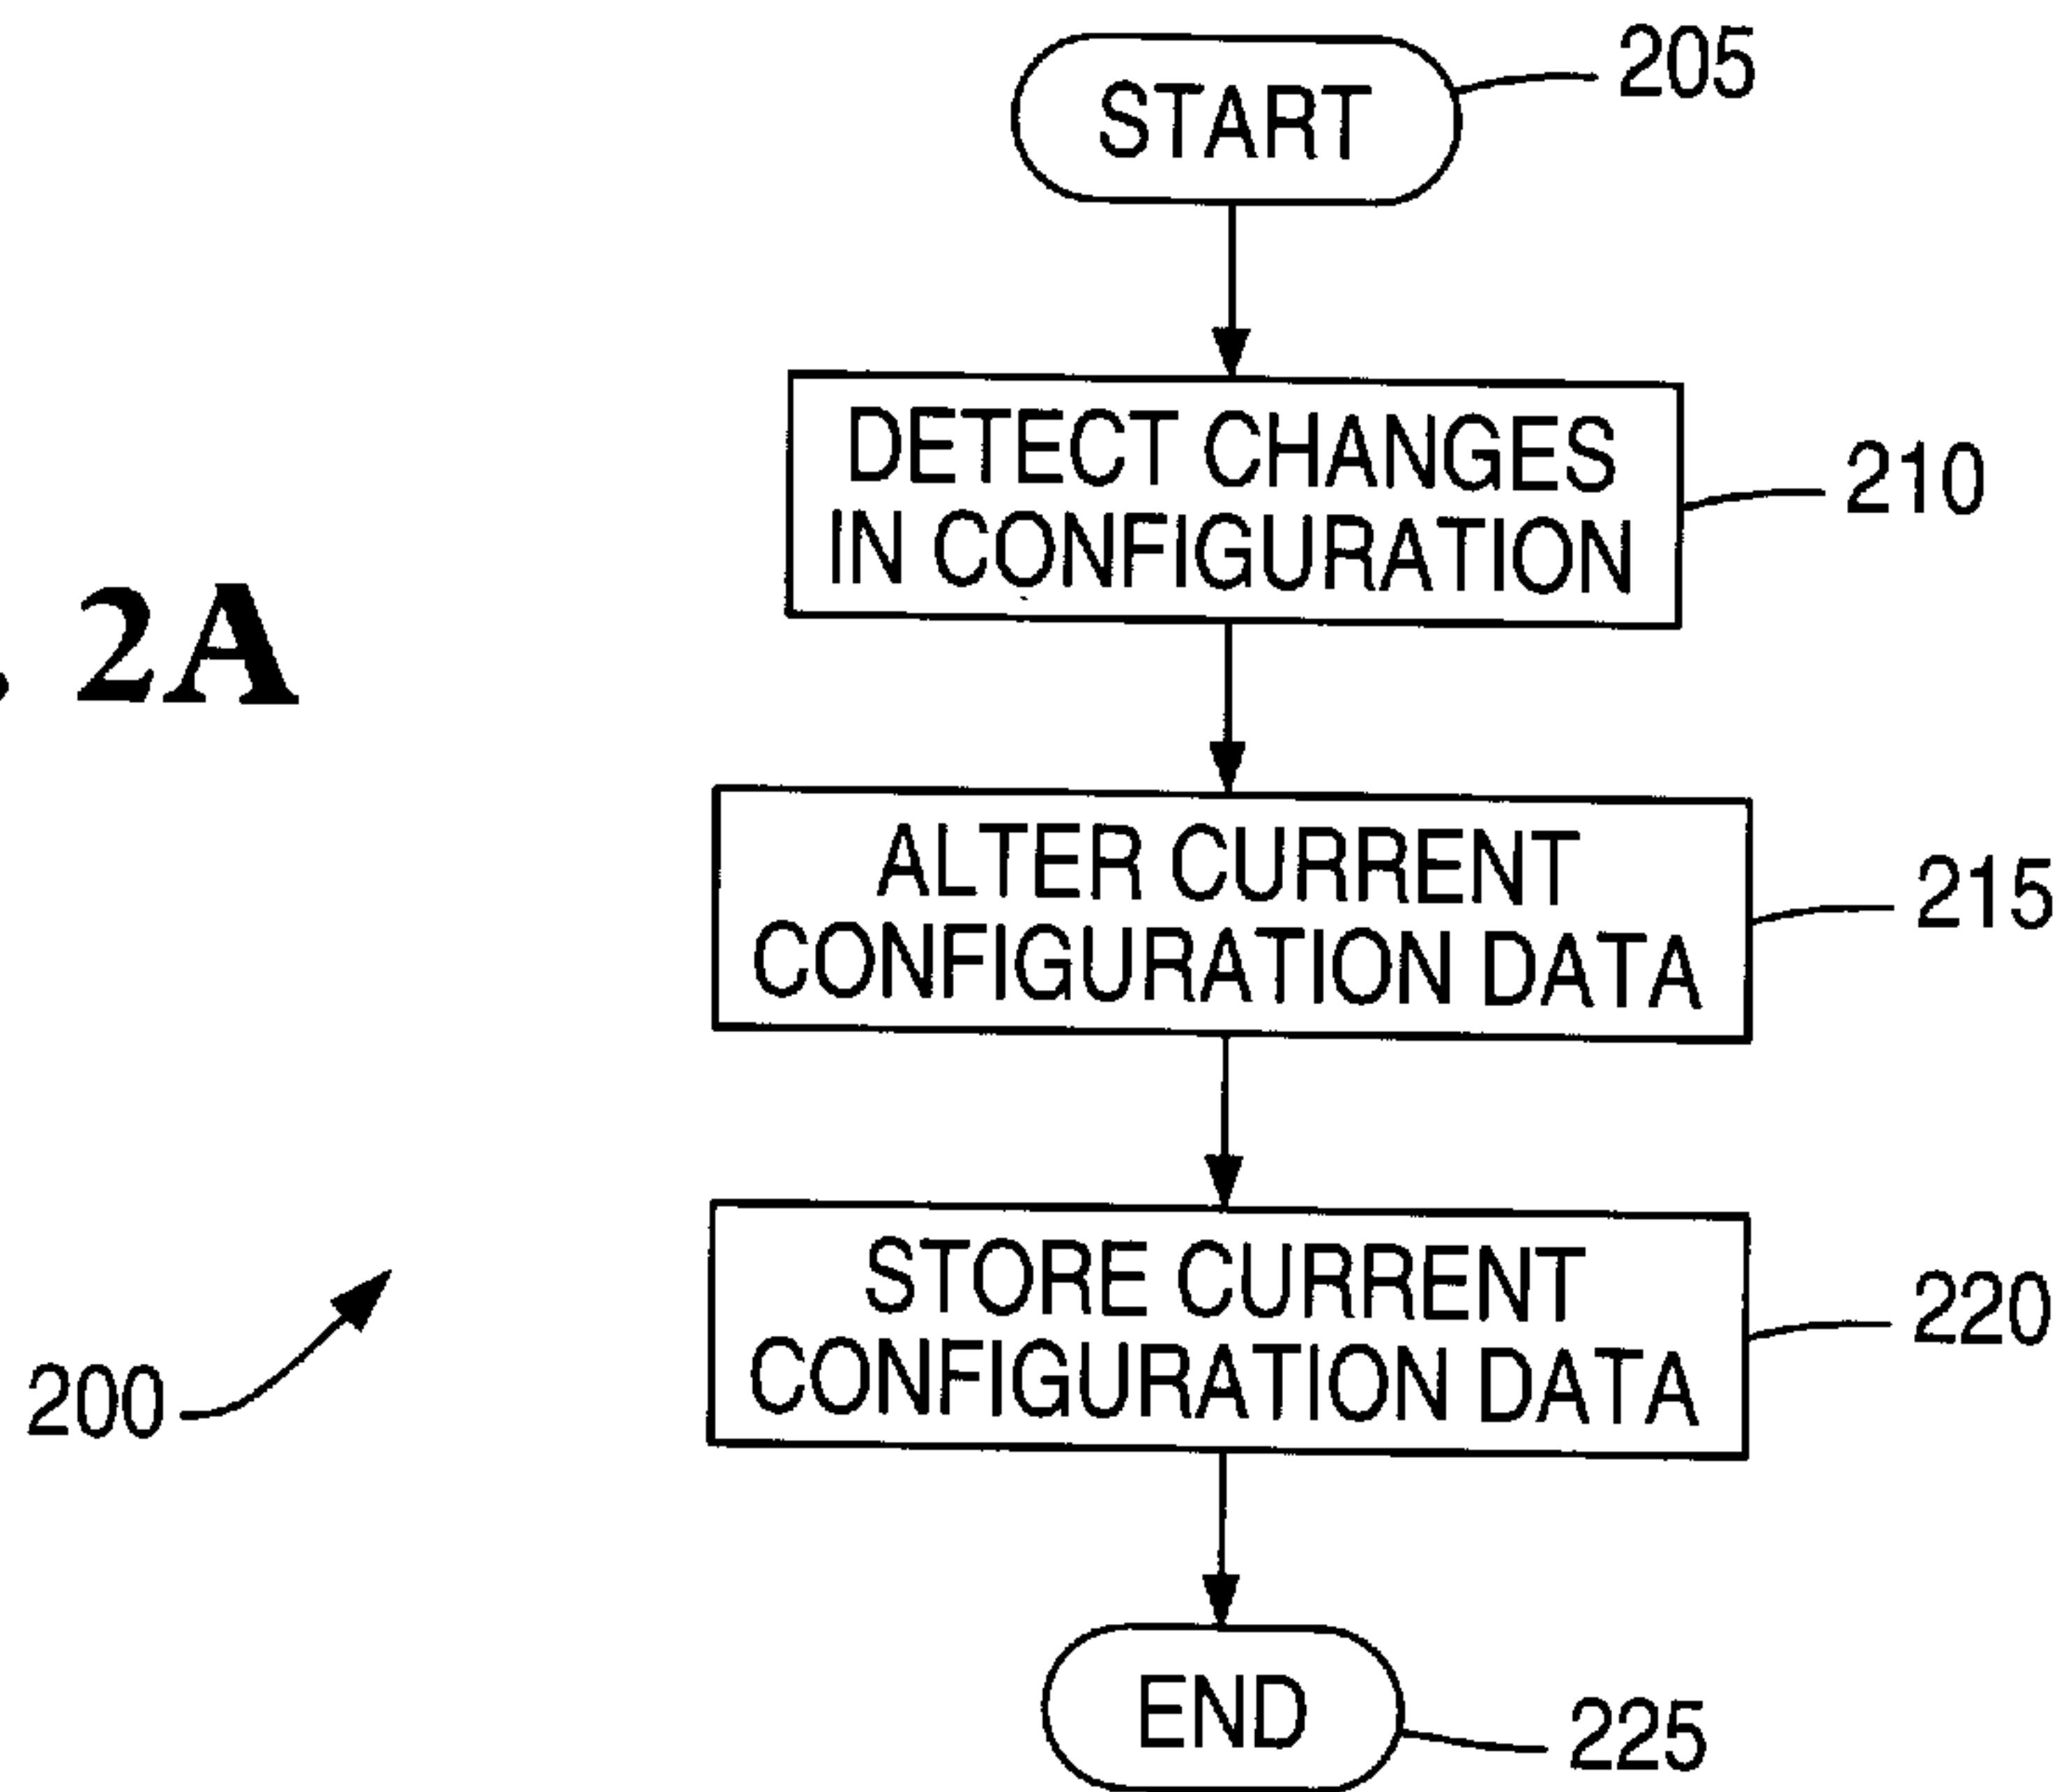 START
205
DETECT CHANGES
IN CONFIGURATION
210
2A
ALTER CURRENT
CONFIGURATION DATA
215
STORE CURRENT
CONFIGURATION DATA
220
200
END
225